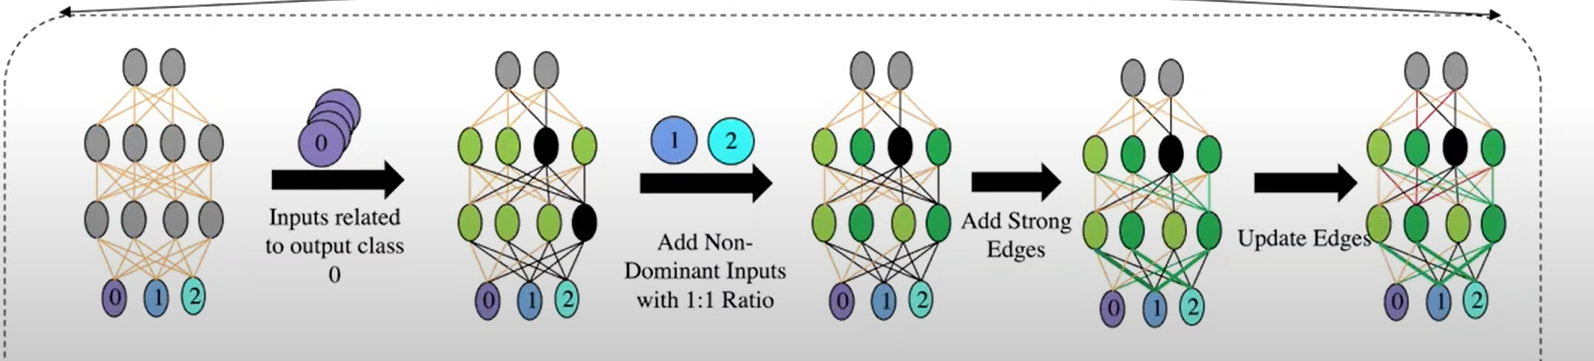 0
1 2
Inputs related
to output class
0
Add Non-
Dominant Inputs
with 1:1 Ratio
Add Strong
Edges
Update Edges
0 1 2
0 1 2
0 1 2
0 1 2
0 1 2